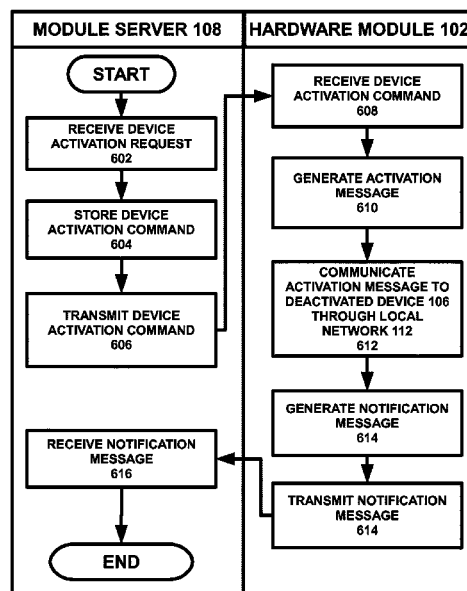 MODULE SERVER 108
HARDWARE MODULE 102
START
RECEIVE DEVICE
ACTIVATION REQUEST
602
STORE DEVICE
ACTIVATION COMMAND
604
TRANSMIT DEVICE
ACTIVATION COMMAND
606
RECEIVE DEVICE
ACTIVATION COMMAND
608
GENERATE ACTIVATION
MESSAGE
610
COMMUNICATE
ACTIVATION MESSAGE TO
DEACTIVATED DEVICE 106
THROUGH LOCAL
NETWORK 112
612
GENERATE NOTIFICATION
MESSAGE
614
TRANSMIT NOTIFICATION
MESSAGE
614
RECEIVE NOTIFICATION
MESSAGE
616
END